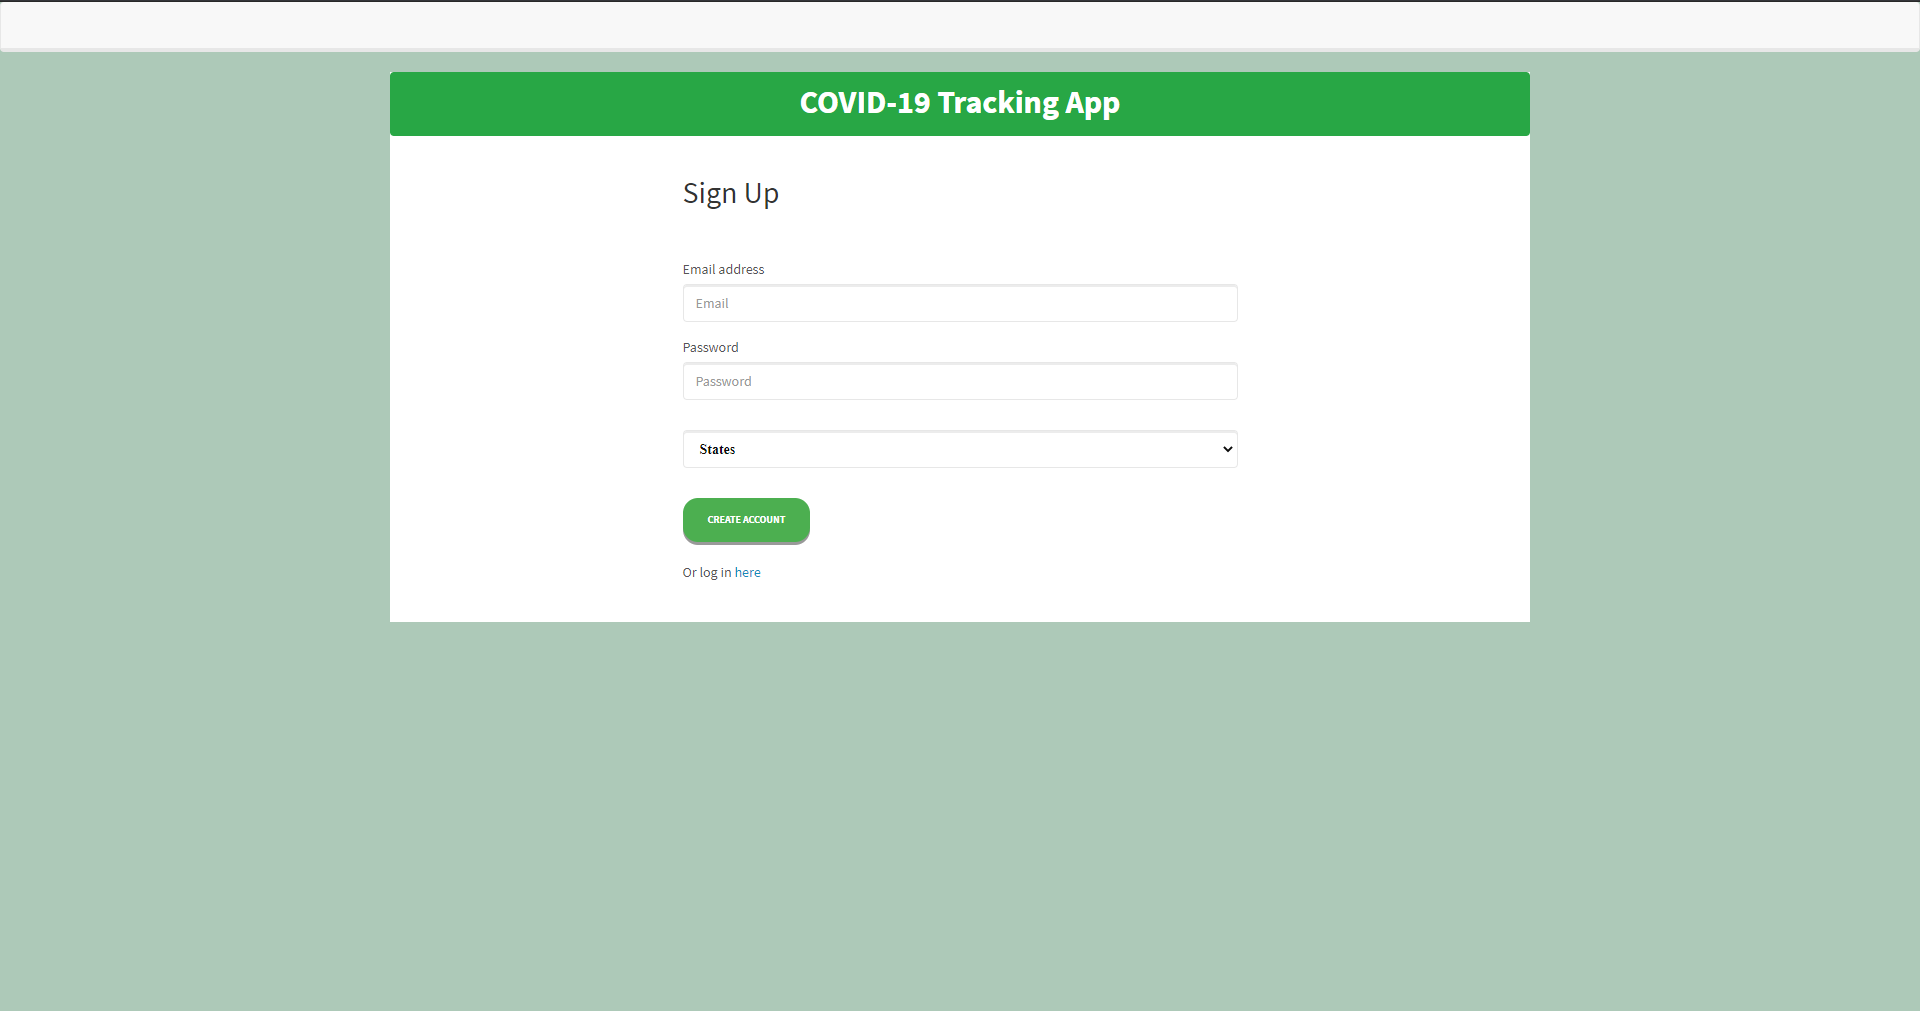 COVID-19 Tracking App
Sign Up
Email address
Email
Password
Password
States
CREATE ACCOUNT
Or log in here